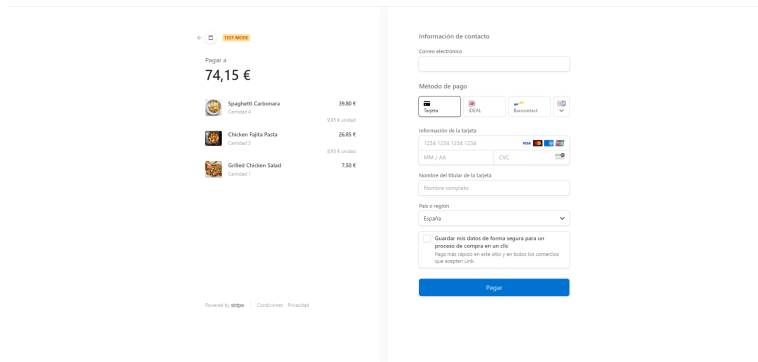 TEST MODE
Pagar a
74,15 €
Spaghetti Carbonara 39.80 €
Cantidad 4
9,95 € unidad
Chicken Fajita Pasta 26.85 €
Cantidad 3
8,95 € unidad
Grilled Chicken Salad 7.50 €
Cantidad 1
Powered by stripe Condiciones Privacidad
Información de contacto
Correo electrónico
Método de pago
Tarjeta iDEAL Bancontact
Información de la tarjeta
1234 1234 1234 1234 VISA
MM / AA CVC
Nombre del titular de la tarjeta
Nombre completo
País o región
España
Guardar mis datos de forma segura para un
proceso de compra en un clic
Paga más rápido en este sitio y en todos los comercios
que acepten Link.
Pagar